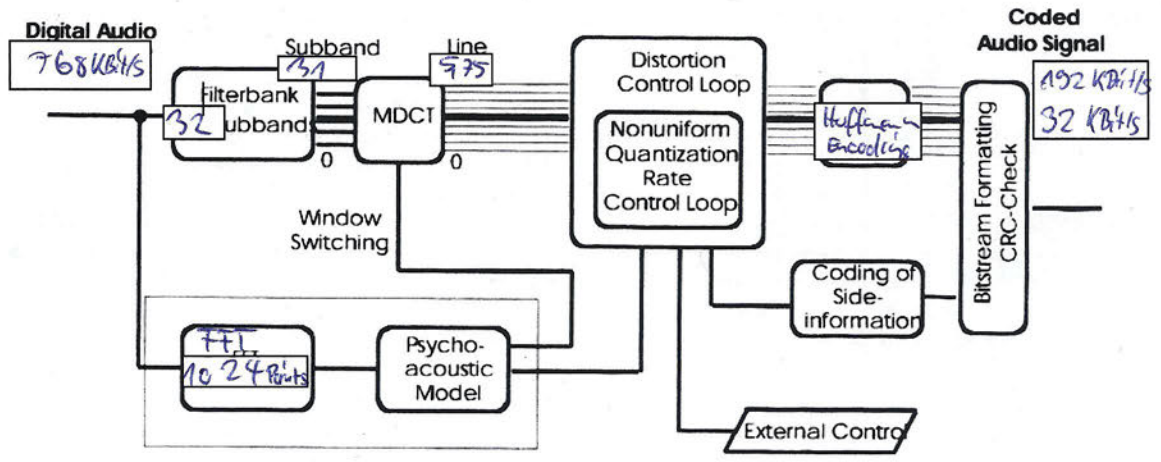 Digital Audio
768 KBit/s
Filterbank
32 ubbands
Subband
31
0
MDCT
Line
575
0
Window
Switching
Distortion
Control Loop
Nonuniform
Quantization
Rate
Control Loop
Huffmann
Encoding
Coded
Audio Signal
192 KBit/s
32 KBit/s
Bitstream Formatting
CRC-Check
Coding of
Side-
information
FFT
1024 Points
Psycho-
acoustic
Model
External Control